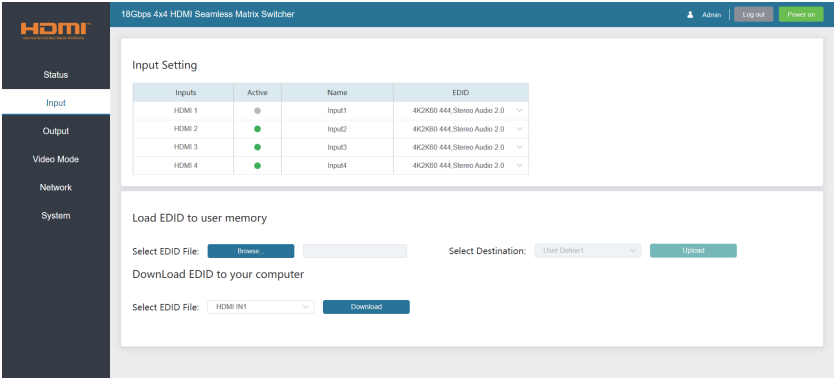 HDMI
18Gbps 4x4 HDMI Seamless Matrix Switcher
Admin
Log out
Power on
Status
Input
Output
Video Mode
Network
System
Input Setting
Inputs Active Name EDID
HDMI 1 Input1 4K2K60 444,Stereo Audio 2.0
HDMI 2 Input2 4K2K60 444,Stereo Audio 2.0
HDMI 3 Input3 4K2K60 444,Stereo Audio 2.0
HDMI 4 Input4 4K2K60 444,Stereo Audio 2.0
Load EDID to user memory
Select EDID File: Browse... Select Destination: User Define1 Upload
DownLoad EDID to your computer
Select EDID File: HDMI IN1 Download